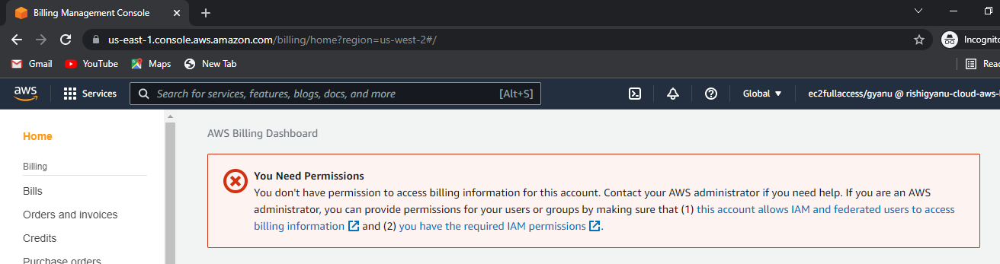 Billing Management Console
us-east-1.console.aws.amazon.com/billing/home?region=us-west-2#/
Incognito
Gmail YouTube Maps New Tab
aws Services Search for services, features, blogs, docs, and more [Alt+S] Global ec2fullaccess/gyanu @ rishigyanu-cloud-aws-
Home
AWS Billing Dashboard
Billing
Bills
Orders and invoices
Credits
Purchase orders
You Need Permissions
You don't have permission to access billing information for this account. Contact your AWS administrator if you need help. If you are an AWS
administrator, you can provide permissions for your users or groups by making sure that (1) this account allows IAM and federated users to access
billing information and (2) you have the required IAM permissions.